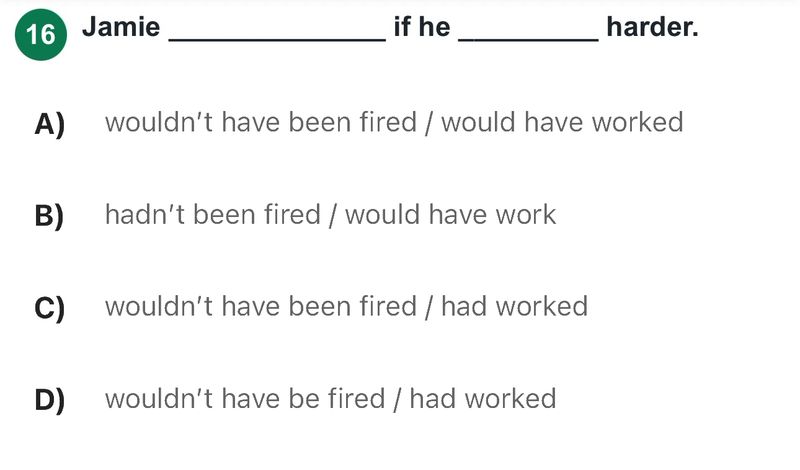 16 Jamie _______________ if he __________ harder.
A) wouldn't have been fired / would have worked
B) hadn't been fired / would have work
C) wouldn't have been fired / had worked
D) wouldn't have be fired / had worked